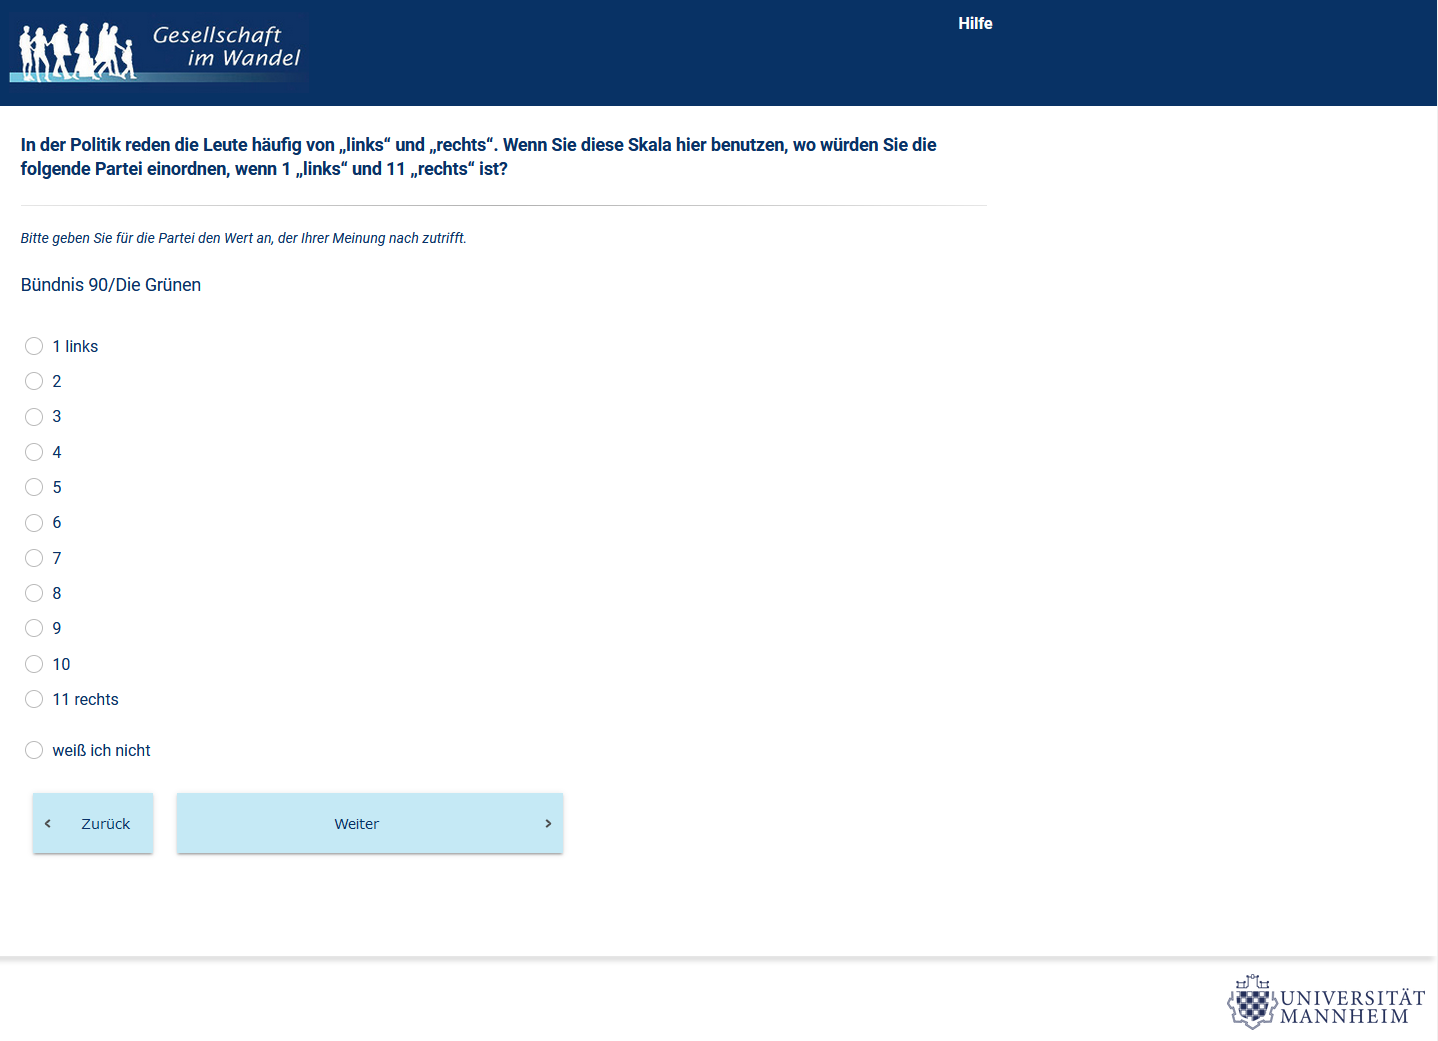 Gesellschaft
im Wandel
Hilfe
In der Politik reden die Leute häufig von „links“ und „rechts“. Wenn Sie diese Skala hier benutzen, wo würden Sie die
folgende Partei einordnen, wenn 1 „links“ und 11 „rechts“ ist?
Bitte geben Sie für die Partei den Wert an, der Ihrer Meinung nach zutrifft.
Bündnis 90/Die Grünen
1 links
2
3
4
5
6
7
8
9
10
11 rechts
weiß ich nicht
Zurück
Weiter
UNIVERSITÄT
MANNHEIM